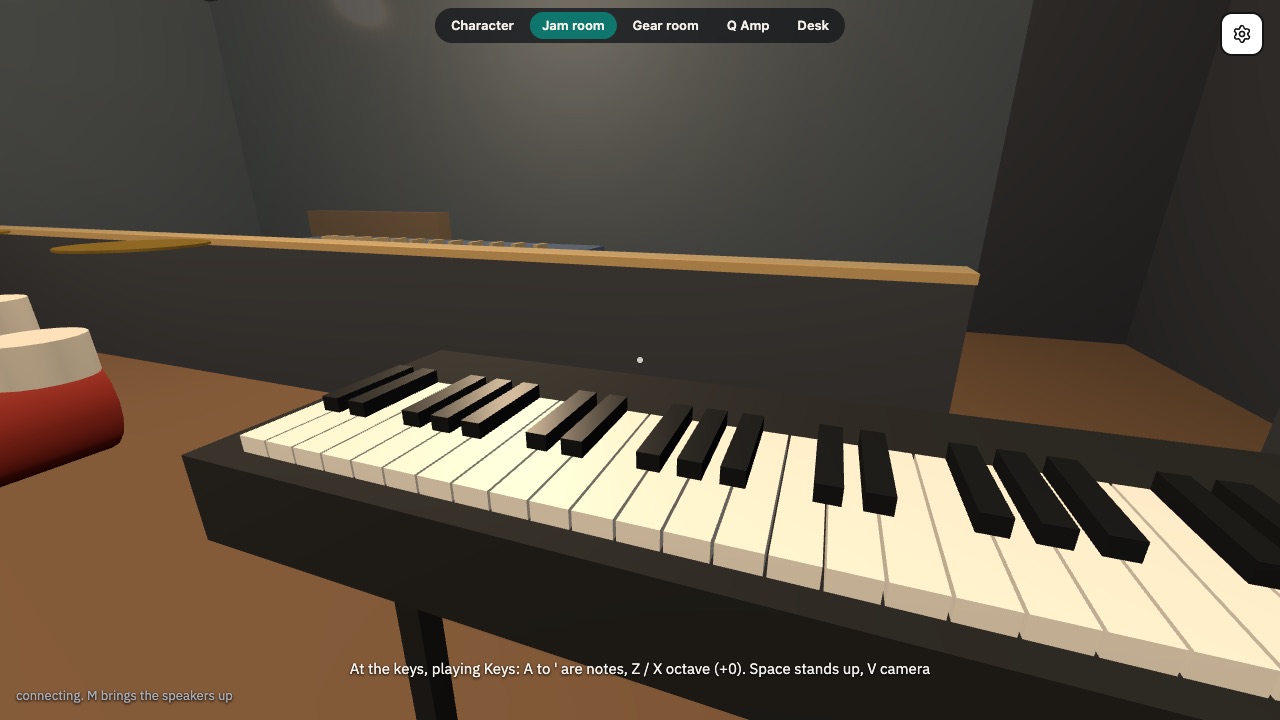 Character Jam room Gear room Q Amp Desk
At the keys, playing Keys: A to ' are notes, Z / X octave (+0). Space stands up, V camera
connecting. M brings the speakers up